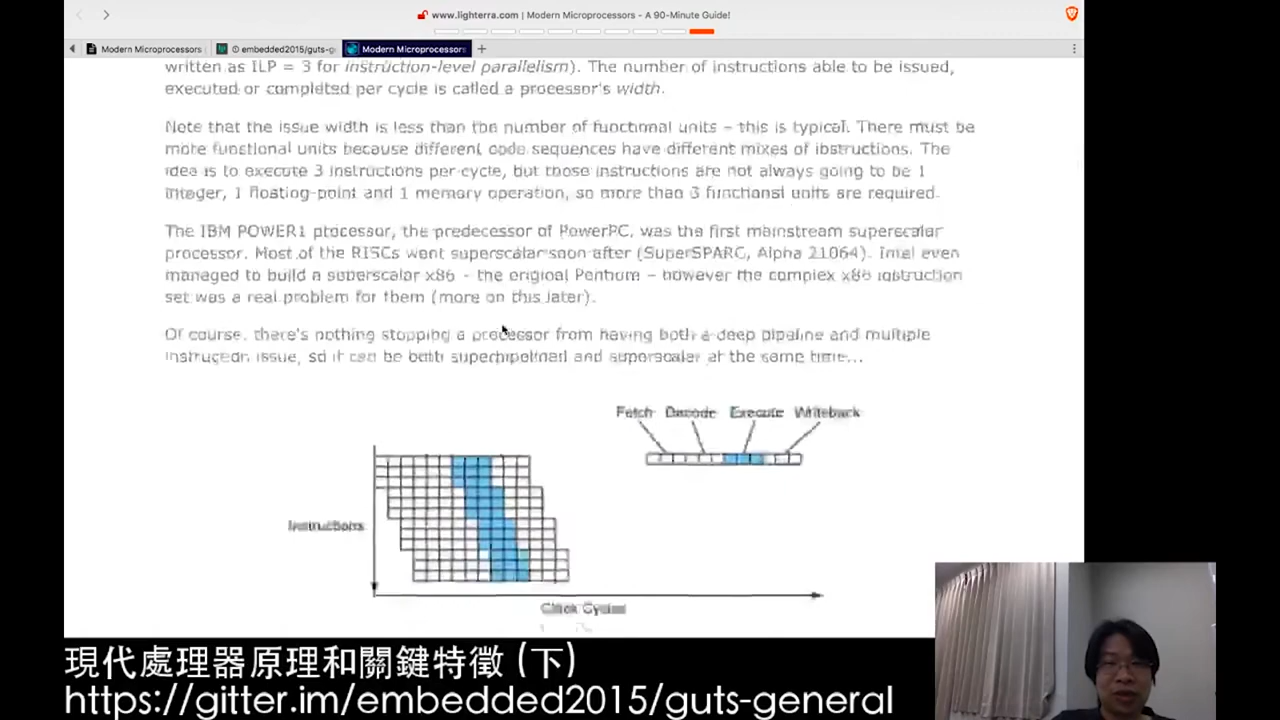 www.lighterra.com | Modern Microprocessors - A 90-Minute Guide!
Modern Microprocessors
embedded2015/guts-g
Modern Microprocessors
written as ILP = 3 for instruction-level parallelism). The number of instructions able to be issued,
executed or completed per cycle is called a processor's width.
Note that the issue width is less than the number of functional units – this is typical. There must be
more functional units because different code sequences have different mixes of instructions. The
idea is to execute 3 instructions per cycle, but those instructions are not always going to be 1
integer, 1 floating-point and 1 memory operation, so more than 3 functional units are required.
The IBM POWER1 processor, the predecessor of PowerPC, was the first mainstream superscalar
processor. Most of the RISCs went superscalar soon after (SuperSPARC, Alpha 21064). Intel even
managed to build a superscalar x86 – the original Pentium – however the complex x86 instruction
set was a real problem for them (more on this later).
Of course, there's nothing stopping a processor from having both a deep pipeline and multiple
instruction issue, so it can be both superpipelined and superscalar at the same time...
Fetch Decode Execute Writeback
Instructions
Clock Cycles
現代處理器原理和關鍵特徵 (下)
https://gitter.im/embedded2015/guts-general